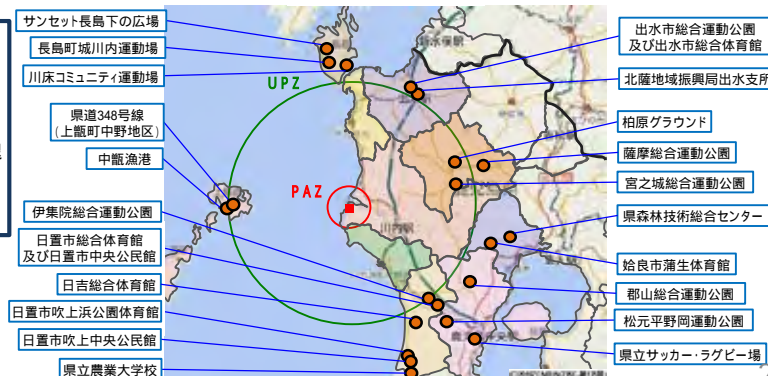 サンセット長島下の広場
長島町城川内運動場
川床コミュニティ運動場
県道348号線
(上甑町中野地区)
中甑漁港
伊集院総合運動公園
日置市総合体育館
及び日置市中央公民館
日吉総合体育館
日置市吹上浜公園体育館
日置市吹上中央公民館
県立農業大学校
UPZ
PAZ
川内駅
出水市総合運動公園
及び出水市総合体育館
北薩地域振興局出水支所
柏原グラウンド
薩摩総合運動公園
宮之城総合運動公園
県森林技術総合センター
姶良市蒲生体育館
郡山総合運動公園
松元平野岡運動公園
県立サッカー・ラグビー場